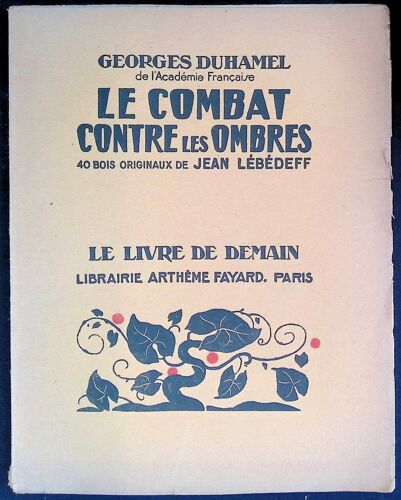 GEORGES DUHAMEL
de l'Académie Française
LE COMBAT
CONTRE LES OMBRES
40 BOIS ORIGINAUX DE JEAN LÉBÉDEFF
LE LIVRE DE DEMAIN
LIBRAIRIE ARTHÈME FAYARD. PARIS